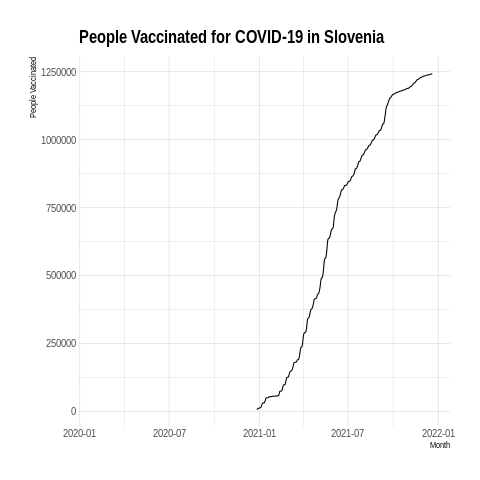 People Vaccinated for COVID-19 in Slovenia
People Vaccinated
1250000
1000000
750000
500000
250000
0
2020-01 2020-07 2021-01 2021-07 2022-01
Month